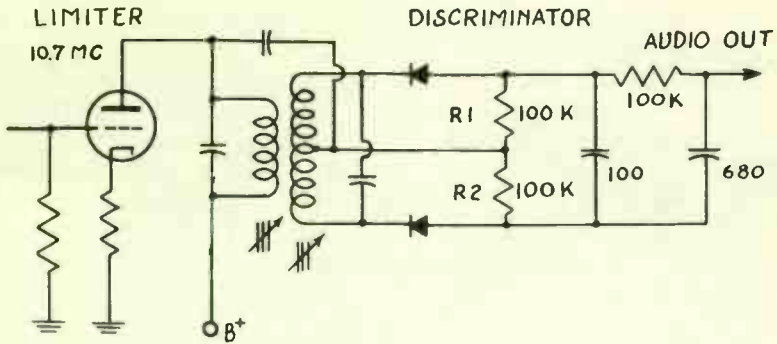 LIMITER
10.7 MC
DISCRIMINATOR
AUDIO OUT
R1
100 K
100K
R2
100K
100
680
B+